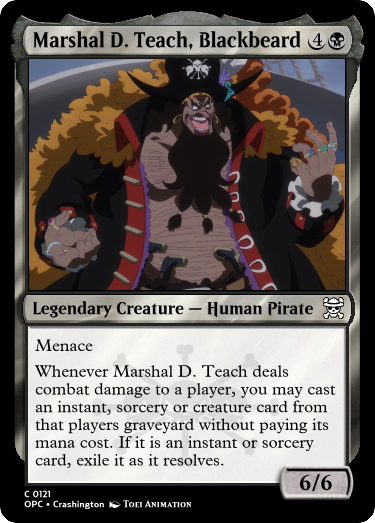 Marshal D. Teach, Blackbeard 4
Legendary Creature — Human Pirate
Menace
Whenever Marshal D. Teach deals
combat damage to a player, you may cast
an instant, sorcery or creature card from
that players graveyard without paying its
mana cost. If it is an instant or sorcery
card, exile it as it resolves.
6/6
C 0121
OPC • Crashington Toei Animation